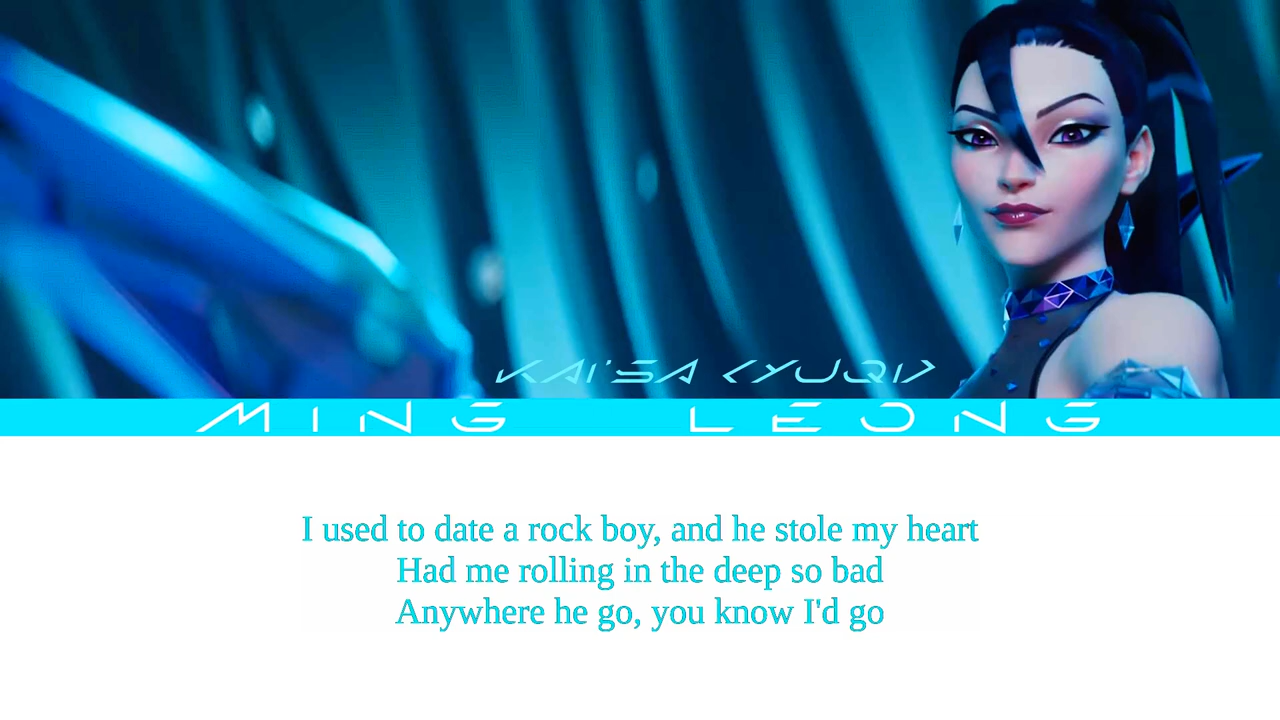 KAI'SA <YUQI>
MING LEONG
I used to date a rock boy, and he stole my heart
Had me rolling in the deep so bad
Anywhere he go, you know I'd go